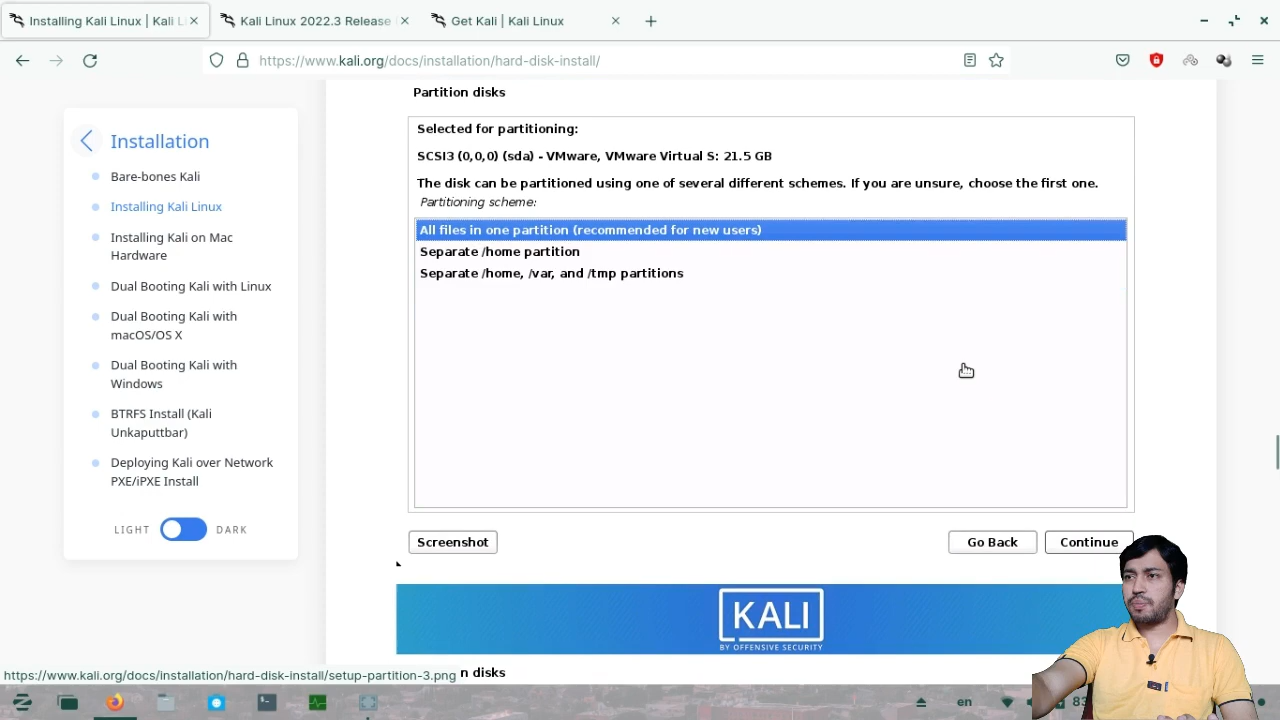 Installing Kali Linux | Kali Li
Kali Linux 2022.3 Release
Get Kali | Kali Linux
https://www.kali.org/docs/installation/hard-disk-install/
Installation
Bare-bones Kali
Installing Kali Linux
Installing Kali on Mac
Hardware
Dual Booting Kali with Linux
Dual Booting Kali with
macOS/OS X
Dual Booting Kali with
Windows
BTRFS Install (Kali
Unkaputtbar)
Deploying Kali over Network
PXE/iPXE Install
LIGHT DARK
Partition disks
Selected for partitioning:
SCSI3 (0,0,0) (sda) - VMware, VMware Virtual S: 21.5 GB
The disk can be partitioned using one of several different schemes. If you are unsure, choose the first one.
Partitioning scheme:
All files in one partition (recommended for new users)
Separate /home partition
Separate /home, /var, and /tmp partitions
Screenshot
Go Back
Continue
KALI
BY OFFENSIVE SECURITY
n disks
https://www.kali.org/docs/installation/hard-disk-install/setup-partition-3.png
en